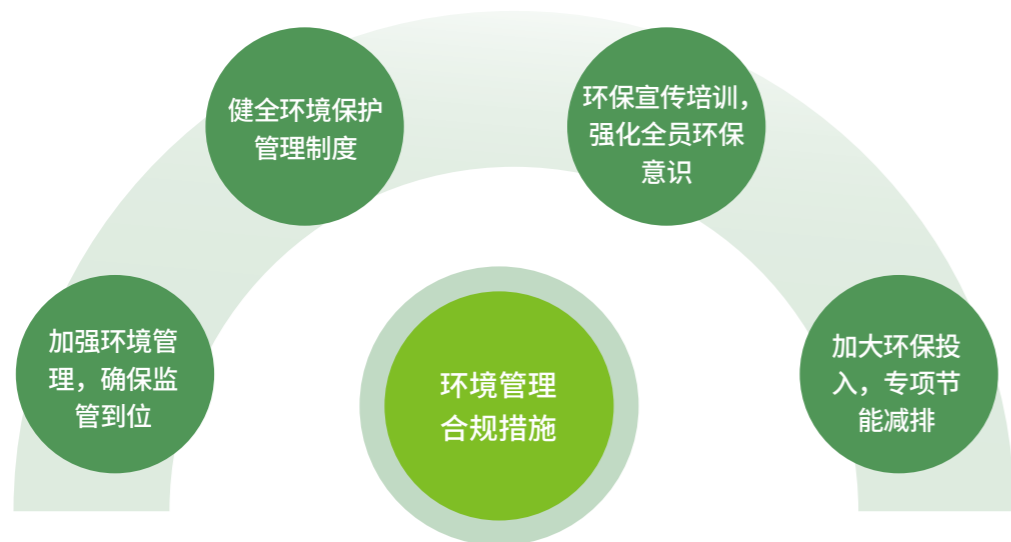 健全环境保护
管理制度
环保宣传培训，
强化全员环保
意识
加强环境管
理，确保监
管到位
环境管理
合规措施
加大环保投
入，专项节
能减排